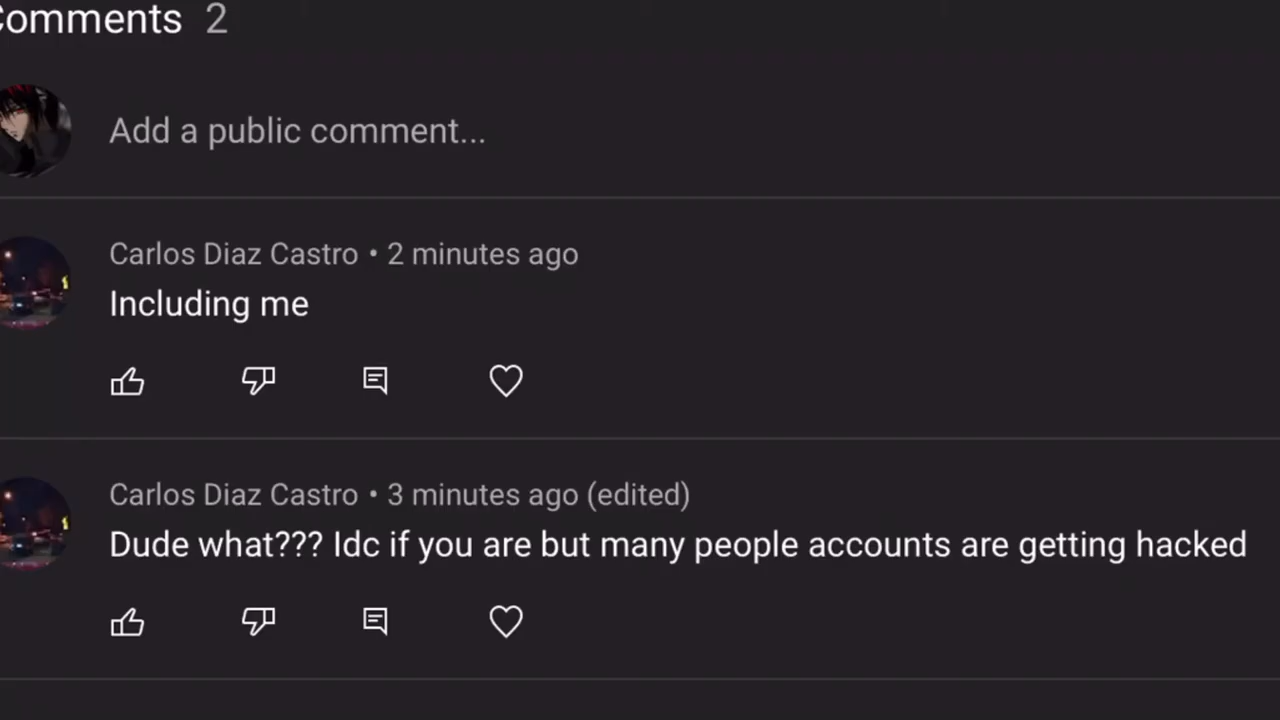 Comments 2
Add a public comment...
Carlos Diaz Castro • 2 minutes ago
Including me
Carlos Diaz Castro • 3 minutes ago (edited)
Dude what??? Idc if you are but many people accounts are getting hacked